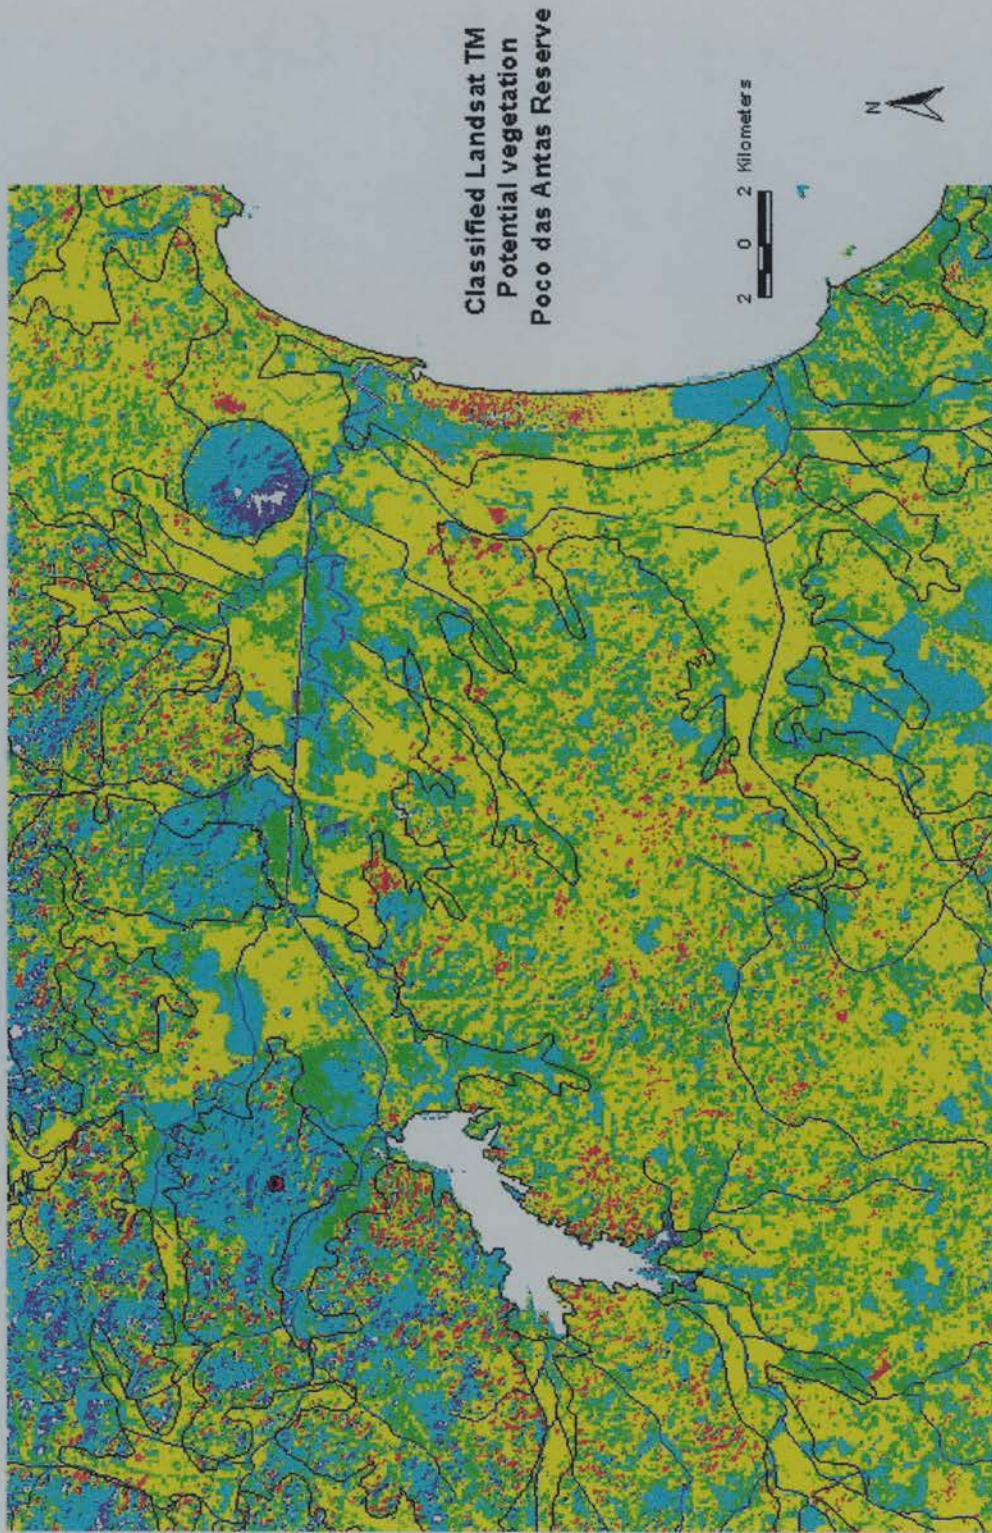 Classified Landsat TM
Potential vegetation
Poco das Antas Reserve
2 0 2 Kilometers
N